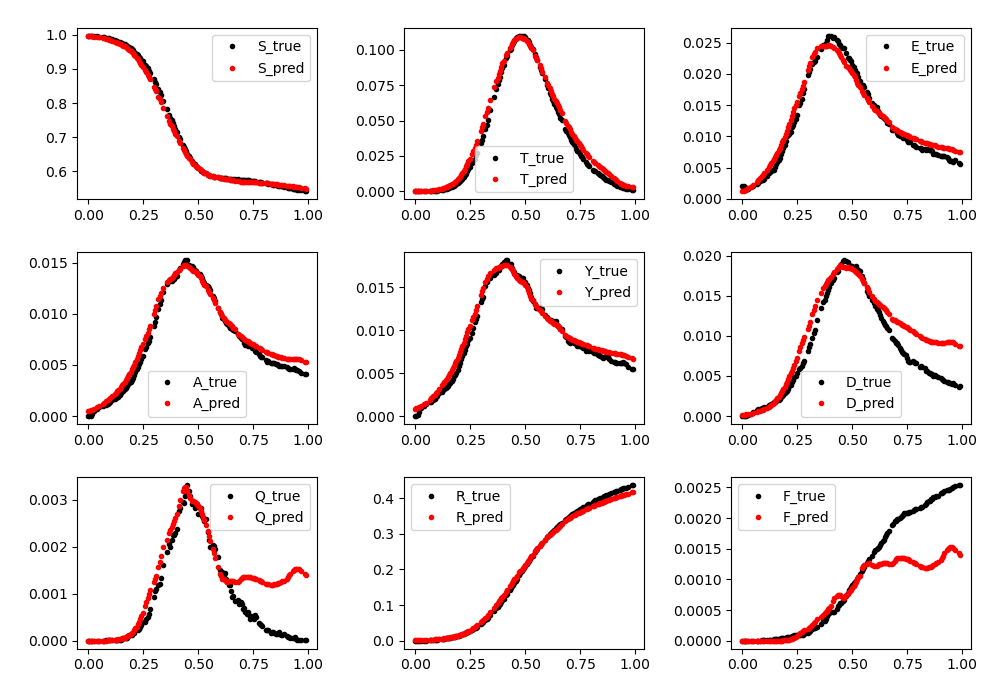 1.0
0.9
0.8
0.7
0.6
0.00 0.25 0.50 0.75 1.00
S_true
S_pred
0.100
0.075
0.050
0.025
0.000
0.00 0.25 0.50 0.75 1.00
T_true
T_pred
0.025
0.020
0.015
0.010
0.005
0.000
0.00 0.25 0.50 0.75 1.00
E_true
E_pred
0.015
0.010
0.005
0.000
0.00 0.25 0.50 0.75 1.00
A_true
A_pred
0.015
0.010
0.005
0.000
0.00 0.25 0.50 0.75 1.00
Y_true
Y_pred
0.020
0.015
0.010
0.005
0.000
0.00 0.25 0.50 0.75 1.00
D_true
D_pred
0.003
0.002
0.001
0.000
0.00 0.25 0.50 0.75 1.00
Q_true
Q_pred
0.4
0.3
0.2
0.1
0.0
0.00 0.25 0.50 0.75 1.00
R_true
R_pred
0.0025
0.0020
0.0015
0.0010
0.0005
0.0000
0.00 0.25 0.50 0.75 1.00
F_true
F_pred